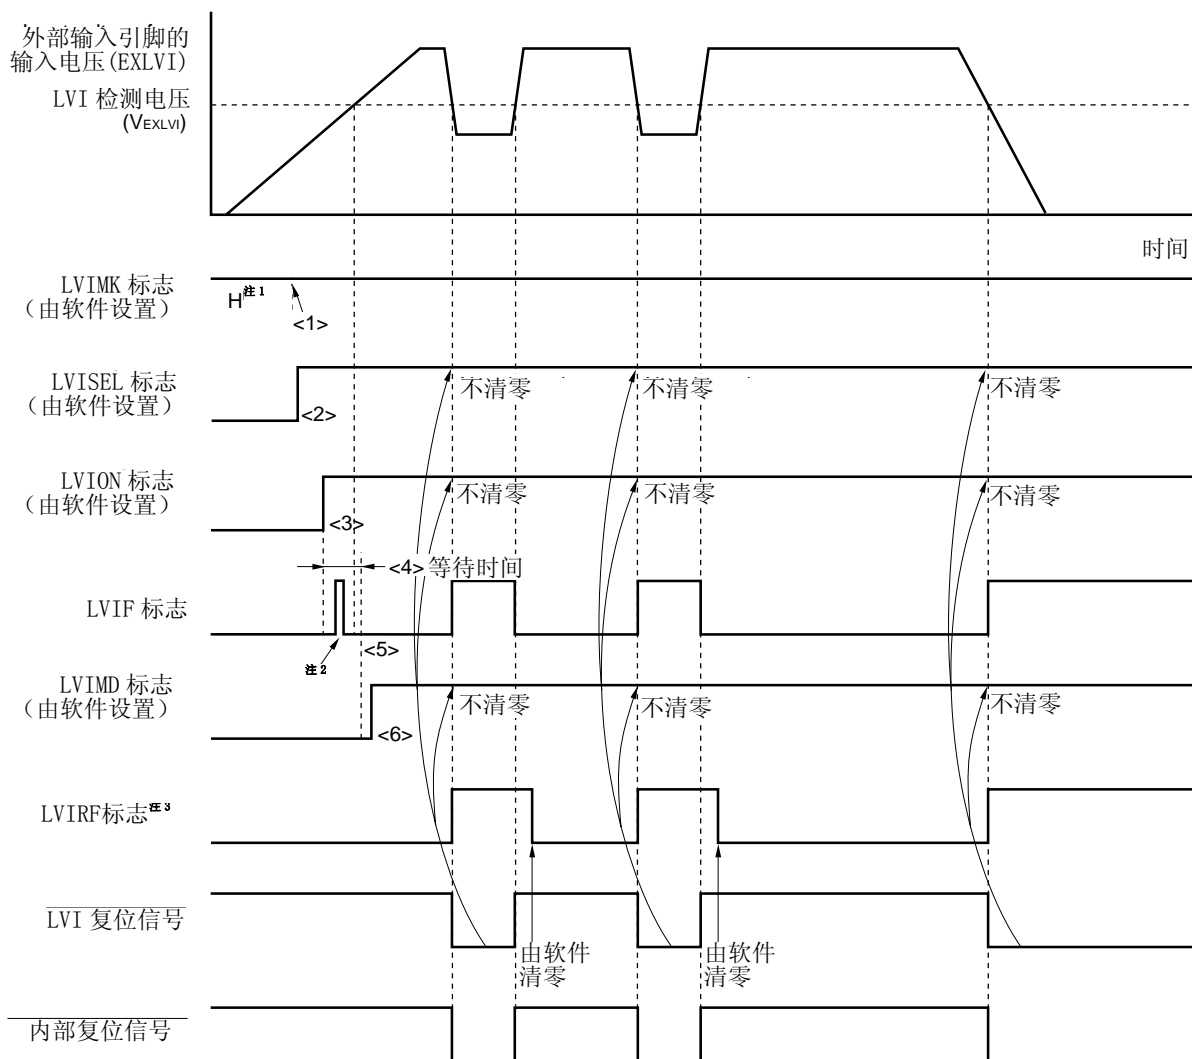 外部输入引脚的
输入电压(EXLVI)
LVI 检测电压
(VEXLVI)
时间
LVIMK 标志
(由软件设置)
H注1
<1>
LVISEL 标志
(由软件设置)
<2>
不清零
不清零
不清零
LVION 标志
(由软件设置)
<3>
不清零
不清零
不清零
<4> 等待时间
LVIF 标志
注2
<5>
LVIMD 标志
(由软件设置)
<6>
不清零
不清零
不清零
LVIRF标志注3
LVI 复位信号
由软件
清零
由软件
清零
内部复位信号